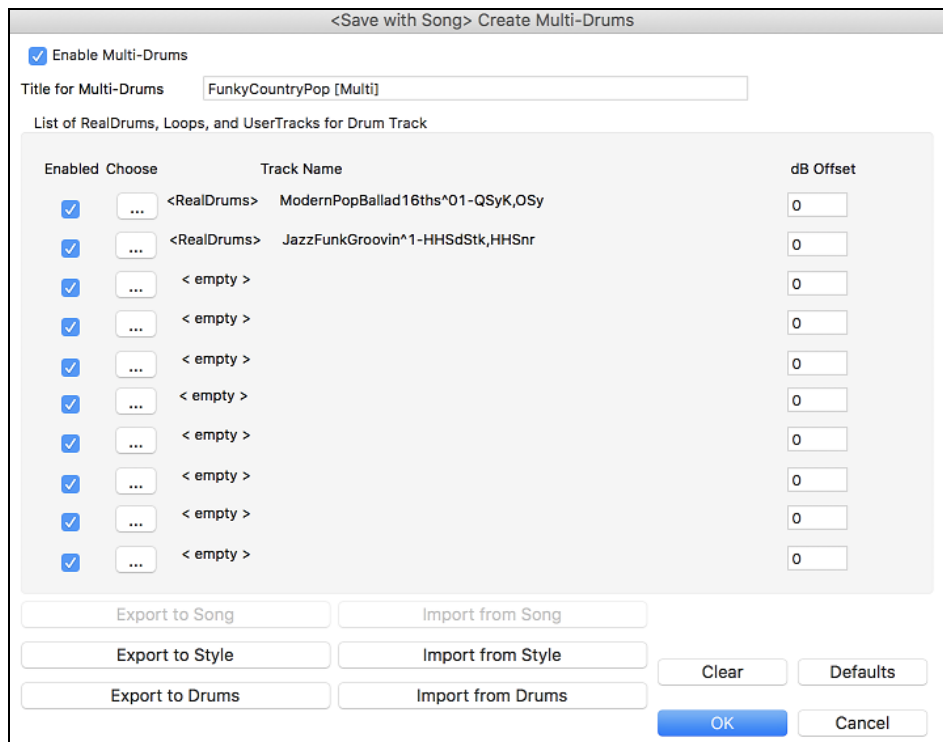 <Save with Song> Create Multi-Drums
Enable Multi-Drums
Title for Multi-Drums FunkyCountryPop [Multi]
List of RealDrums, Loops, and UserTracks for Drum Track
Enabled Choose Track Name dB Offset
... <RealDrums> ModernPopBallad16ths^01-QSyK,OSy 0
... <RealDrums> JazzFunkGroovin^1-HHSdStk,HHSnr 0
... < empty > 0
... < empty > 0
... < empty > 0
... < empty > 0
... < empty > 0
... < empty > 0
... < empty > 0
... < empty > 0
Export to Song Import from Song
Export to Style Import from Style
Clear Defaults
Export to Drums Import from Drums
OK Cancel